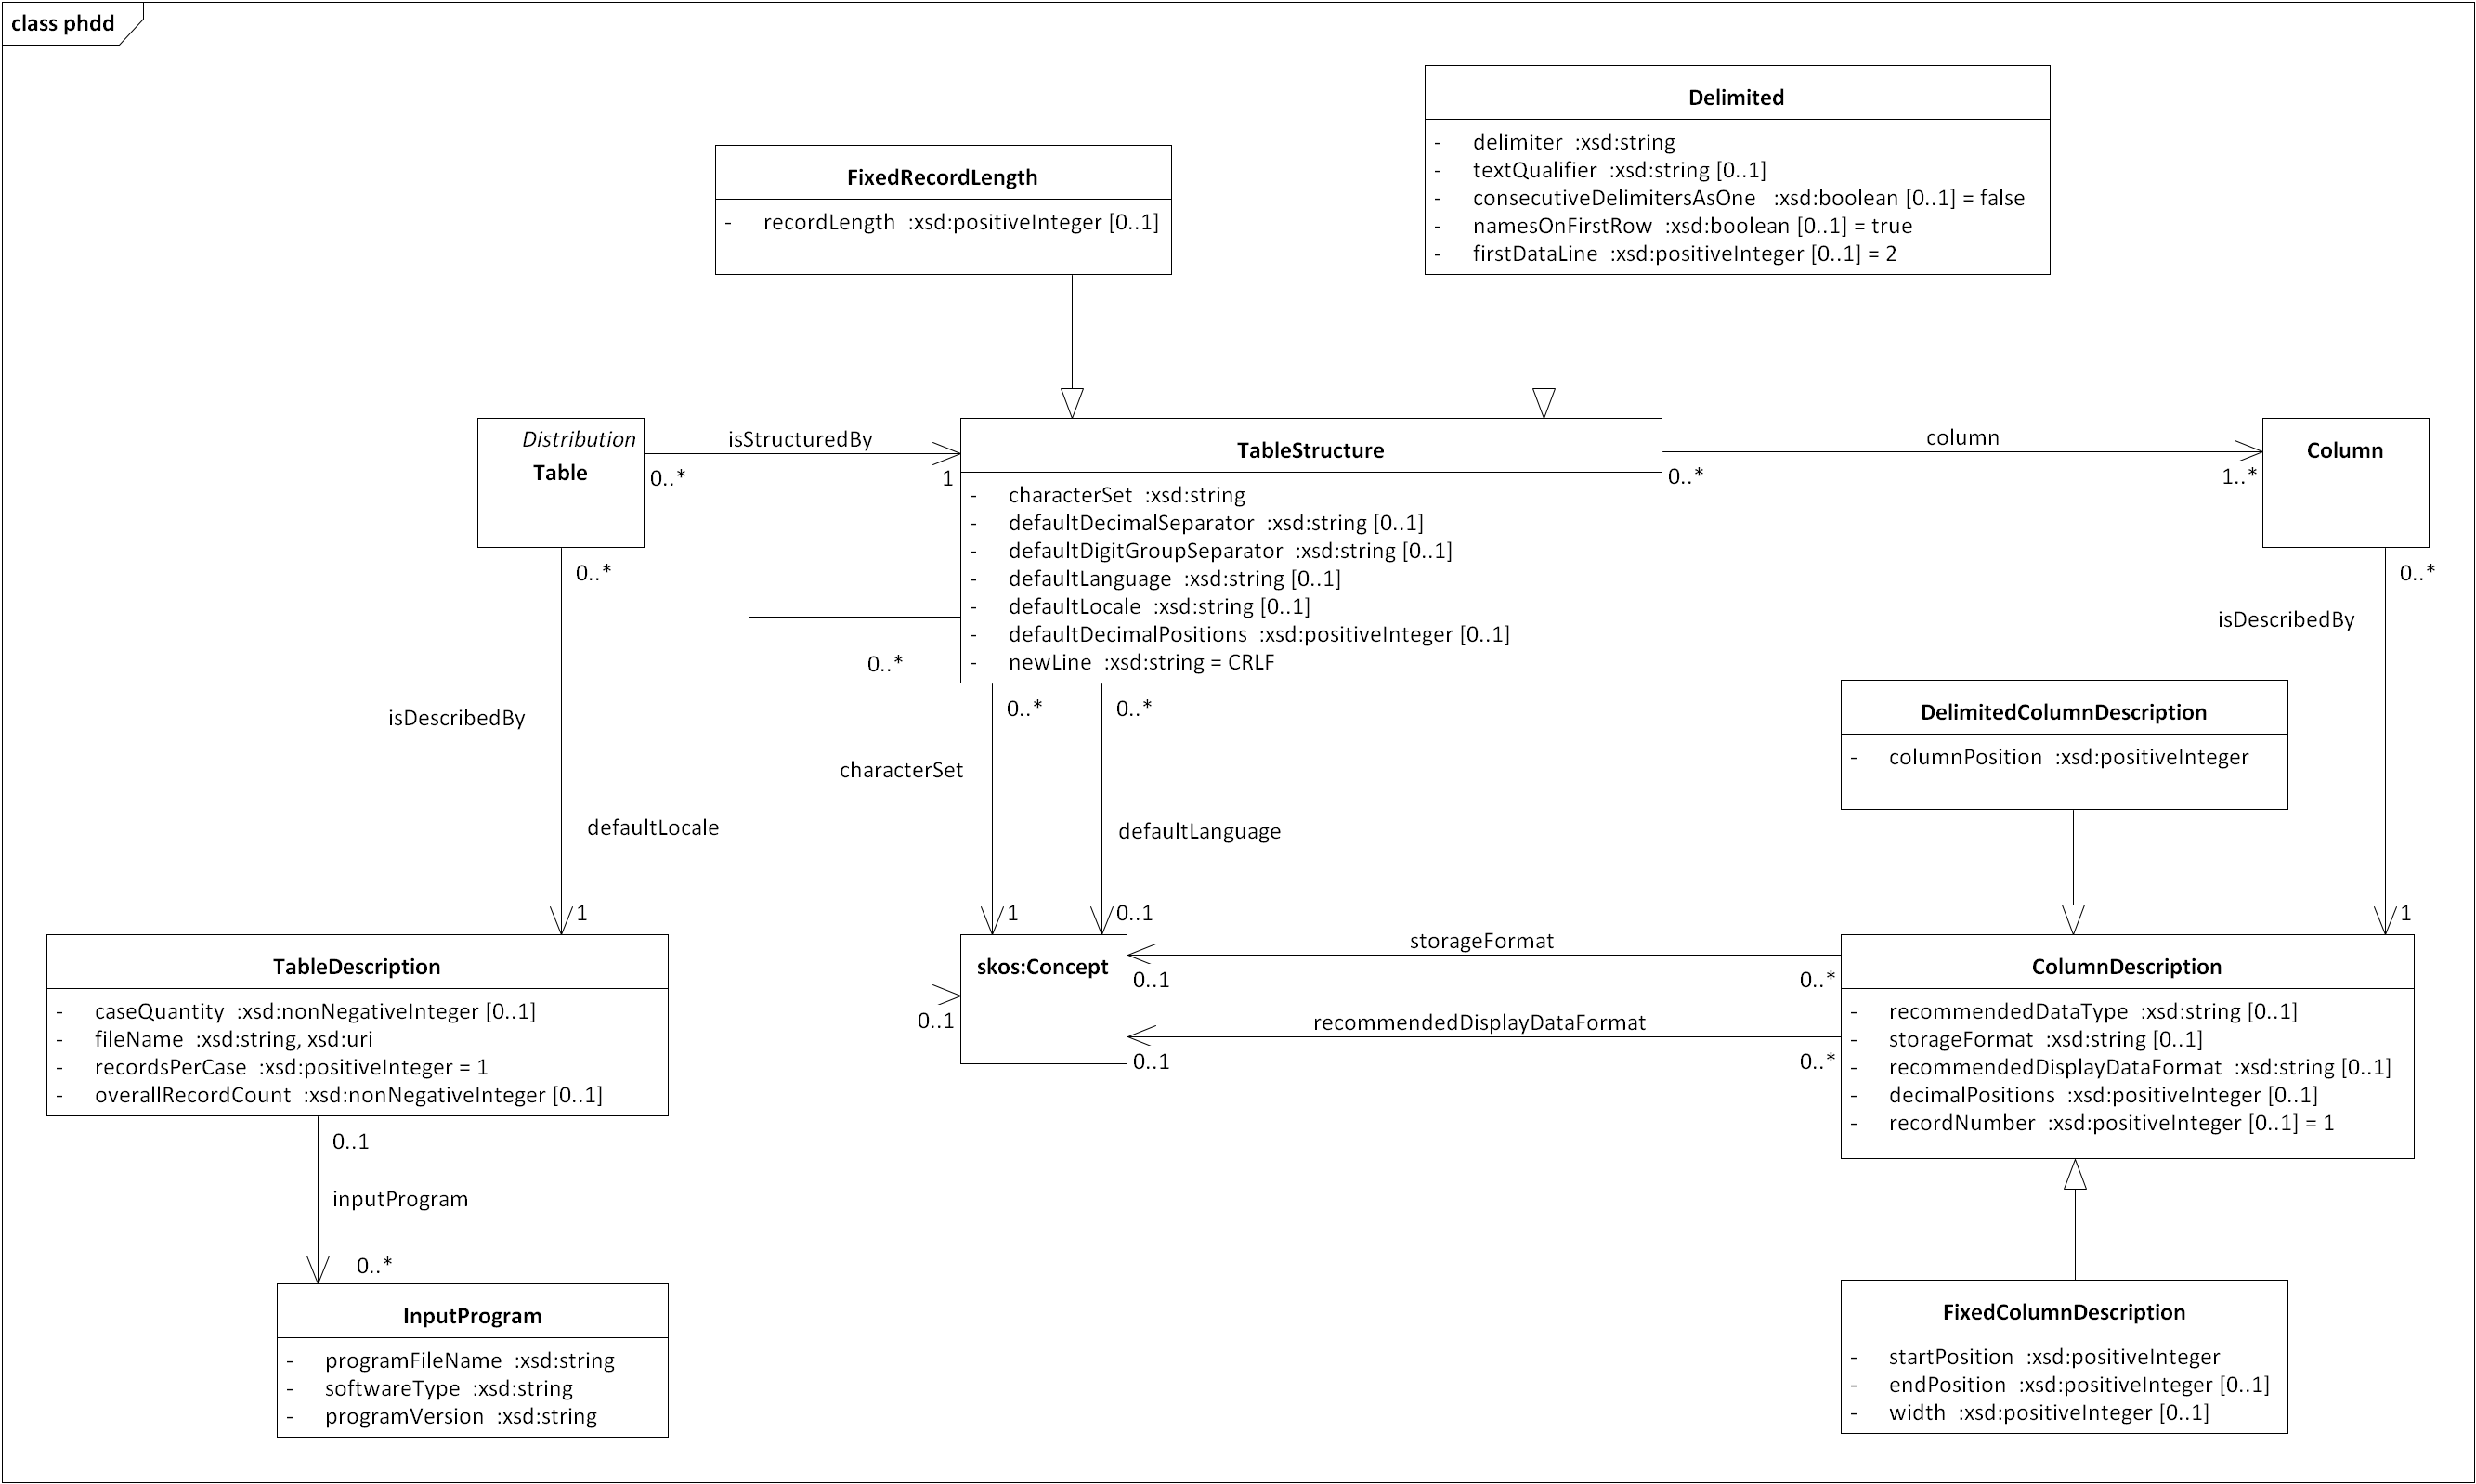 class phdd
Delimited
- delimiter :xsd:string
- textQualifier :xsd:string [0..1]
- consecutiveDelimitersAsOne :xsd:boolean [0..1] = false
- namesOnFirstRow :xsd:boolean [0..1] = true
- firstDataLine :xsd:positiveInteger [0..1] = 2
FixedRecordLength
- recordLength :xsd:positiveInteger [0..1]
Distribution
Table
isStructuredBy
0..*
1
TableStructure
- characterSet :xsd:string
- defaultDecimalSeparator :xsd:string [0..1]
- defaultDigitGroupSeparator :xsd:string [0..1]
- defaultLanguage :xsd:string [0..1]
- defaultLocale :xsd:string [0..1]
- defaultDecimalPositions :xsd:positiveInteger [0..1]
- newLine :xsd:string = CRLF
column
0..*
1..*
Column
0..*
isDescribedBy
1
0..*
isDescribedBy
1
0..*
defaultLocale
0..1
0..*
characterSet
1
0..*
defaultLanguage
0..1
DelimitedColumnDescription
- columnPosition :xsd:positiveInteger
TableDescription
- caseQuantity :xsd:nonNegativeInteger [0..1]
- fileName :xsd:string, xsd:uri
- recordsPerCase :xsd:positiveInteger = 1
- overallRecordCount :xsd:nonNegativeInteger [0..1]
skos:Concept
storageFormat
0..1
0..*
recommendedDisplayDataFormat
0..1
0..*
ColumnDescription
- recommendedDataType :xsd:string [0..1]
- storageFormat :xsd:string [0..1]
- recommendedDisplayDataFormat :xsd:string [0..1]
- decimalPositions :xsd:positiveInteger [0..1]
- recordNumber :xsd:positiveInteger [0..1] = 1
0..1
inputProgram
0..*
InputProgram
- programFileName :xsd:string
- softwareType :xsd:string
- programVersion :xsd:string
FixedColumnDescription
- startPosition :xsd:positiveInteger
- endPosition :xsd:positiveInteger [0..1]
- width :xsd:positiveInteger [0..1]